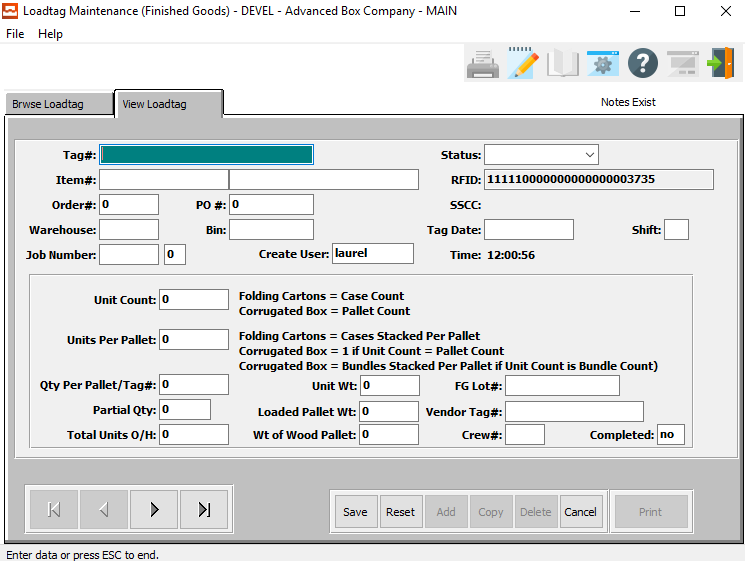 Loadtag Maintenance (Finished Goods) - DEVEL - Advanced Box Company - MAIN
File Help
Brwse Loadtag View Loadtag Notes Exist
Tag#: Status:
Item#: RFID: 111110000000000000003735
Order#: 0 PO #: 0 SSCC:
Warehouse: Bin: Tag Date: Shift:
Job Number: 0 Create User: laurel Time: 12:00:56
Unit Count: 0 Folding Cartons = Case Count
Corrugated Box = Pallet Count
Units Per Pallet: 0 Folding Cartons = Cases Stacked Per Pallet
Corrugated Box = 1 if Unit Count = Pallet Count
Corrugated Box = Bundles Stacked Per Pallet if Unit Count is Bundle Count)
Qty Per Pallet/Tag#: 0 Unit Wt: 0 FG Lot#:
Partial Qty: 0 Loaded Pallet Wt: 0 Vendor Tag#:
Total Units O/H: 0 Wt of Wood Pallet: 0 Crew#: Completed: no
Save Reset Add Copy Delete Cancel Print
Enter data or press ESC to end.